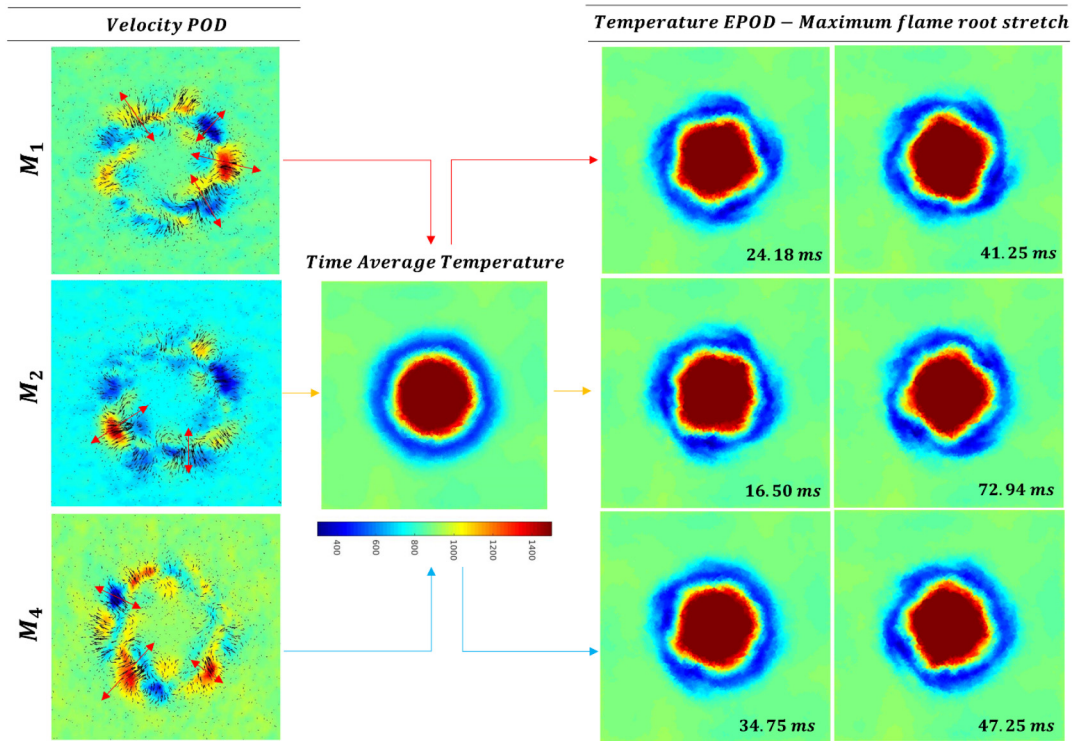 Velocity POD
Temperature EPOD − Maximum flame root stretch
M1
24.18 ms
41.25 ms
Time Average Temperature
M2
16.50 ms
72.94 ms
400 600 800 1000 1200 1400
M4
34.75 ms
47.25 ms